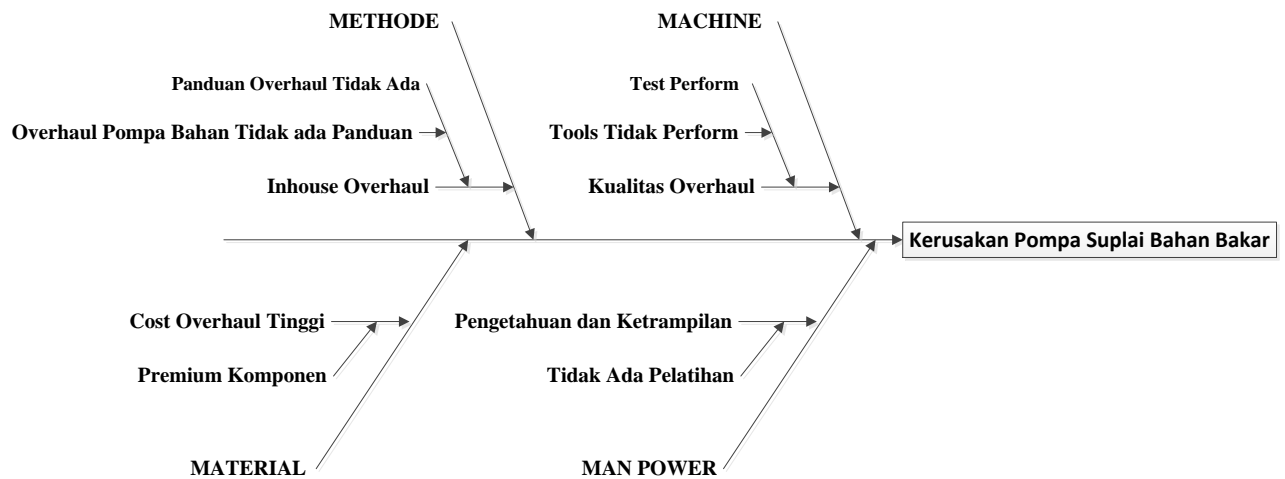 METHODE
MACHINE
Panduan Overhaul Tidak Ada
Test Perform
Overhaul Pompa Bahan Tidak ada Panduan
Tools Tidak Perform
Inhouse Overhaul
Kualitas Overhaul
Kerusakan Pompa Suplai Bahan Bakar
Cost Overhaul Tinggi
Pengetahuan dan Ketrampilan
Premium Komponen
Tidak Ada Pelatihan
MATERIAL
MAN POWER